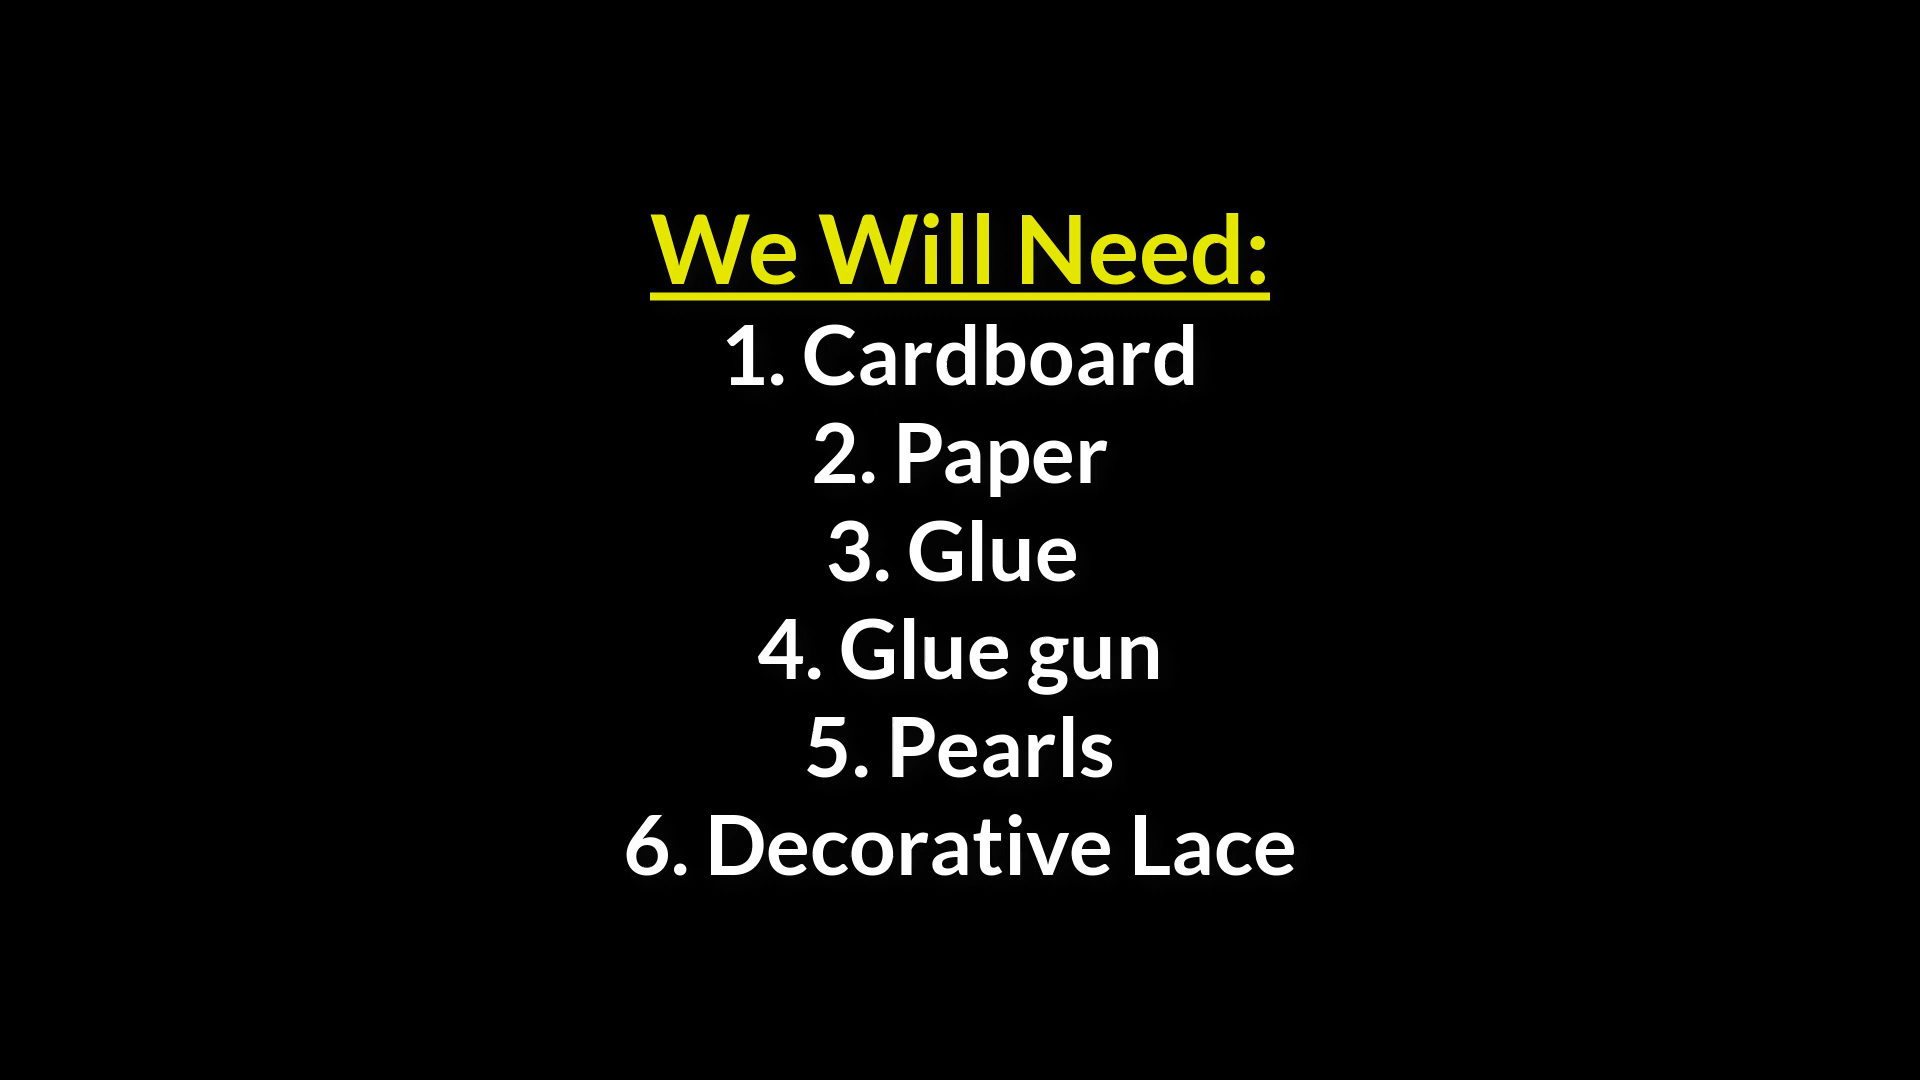 We Will Need:
1. Cardboard
2. Paper
3. Glue
4. Glue gun
5. Pearls
6. Decorative Lace